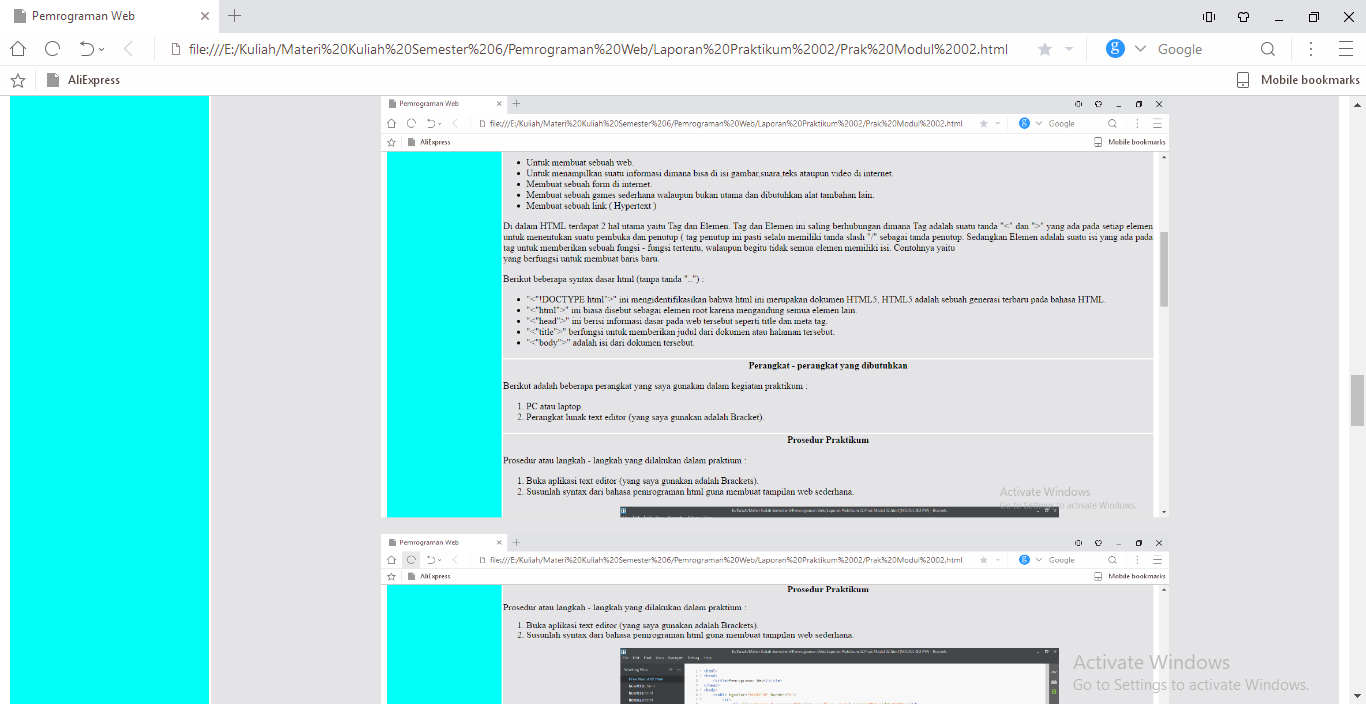 Pemrograman Web
file:///E:/Kuliah/Materi%20Kuliah%20Semester%206/Pemrograman%20Web/Laporan%20Praktikum%2002/Prak%20Modul%2002.html
Google
AliExpress
Mobile bookmarks
Pemrograman Web
file:///E:/Kuliah/Materi%20Kuliah%20Semester%206/Pemrograman%20Web/Laporan%20Praktikum%2002/Prak%20Modul%2002.html
Google
AliExpress
Mobile bookmarks
• Untuk membuat sebuah web.
• Untuk menampilkan suatu informasi dimana bisa di isi gambar,suara,teks ataupun video di internet.
• Membuat sebuah form di internet.
• Membuat sebuah games sederhana walaupun bukan utama dan dibutuhkan alat tambahan lain.
• Membuat sebuah link ( Hypertext )
Di dalam HTML terdapat 2 hal utama yaitu Tag dan Elemen. Tag dan Elemen ini saling berhubungan dimana Tag adalah suatu tanda "<" dan ">" yang ada pada setiap elemen
untuk menentukan suatu pembuka dan penutup ( tag penutup ini pasti selalu memiliki tanda slash "/" sebagai tanda penutup. Sedangkan Elemen adalah suatu isi yang ada pada
tag untuk memberikan sebuah fungsi - fungsi tertentu, walaupun begitu tidak semua elemen memiliki isi. Contohnya yaitu
yang berfungsi untuk membuat baris baru.
Berikut beberapa syntax dasar html (tanpa tanda "..") :
• "<"!DOCTYPE html">" ini mengidentifikasikan bahwa html ini merupakan dokumen HTML5, HTML5 adalah sebuah generasi terbaru pada bahasa HTML.
• "<"html">" ini biasa disebut sebagai elemen root karena mengandung semua elemen lain.
• "<"head">" ini berisi informasi dasar pada web tersebut seperti title dan meta tag.
• "<"title">" berfungsi untuk memberikan judul dari dokumen atau halaman tersebut.
• "<"body">" adalah isi dari dokumen tersebut.
Perangkat - perangkat yang dibutuhkan
Berikut adalah beberapa perangkat yang saya gunakan dalam kegiatan praktikum :
1. PC atau laptop.
2. Perangkat lunak text editor (yang saya gunakan adalah Bracket).
Prosedur Praktikum
Prosedur atau langkah - langkah yang dilakukan dalam praktium :
1. Buka aplikasi text editor (yang saya gunakan adalah Brackets).
2. Susunlah syntax dari bahasa pemrograman html guna membuat tampilan web sederhana.
Activate Windows
Go to Settings to activate Windows.
Pemrograman Web
file:///E:/Kuliah/Materi%20Kuliah%20Semester%206/Pemrograman%20Web/Laporan%20Praktikum%2002/Prak%20Modul%2002.html
Google
AliExpress
Mobile bookmarks
Prosedur Praktikum
Prosedur atau langkah - langkah yang dilakukan dalam praktium :
1. Buka aplikasi text editor (yang saya gunakan adalah Brackets).
2. Susunlah syntax dari bahasa pemrograman html guna membuat tampilan web sederhana.
File Edit Find View Navigate Debug Help
Working Files
<html>
<head>
<title>Pemrograman Web</title>
</head>
<body>
Activate Windows
Go to Settings to activate Windows.